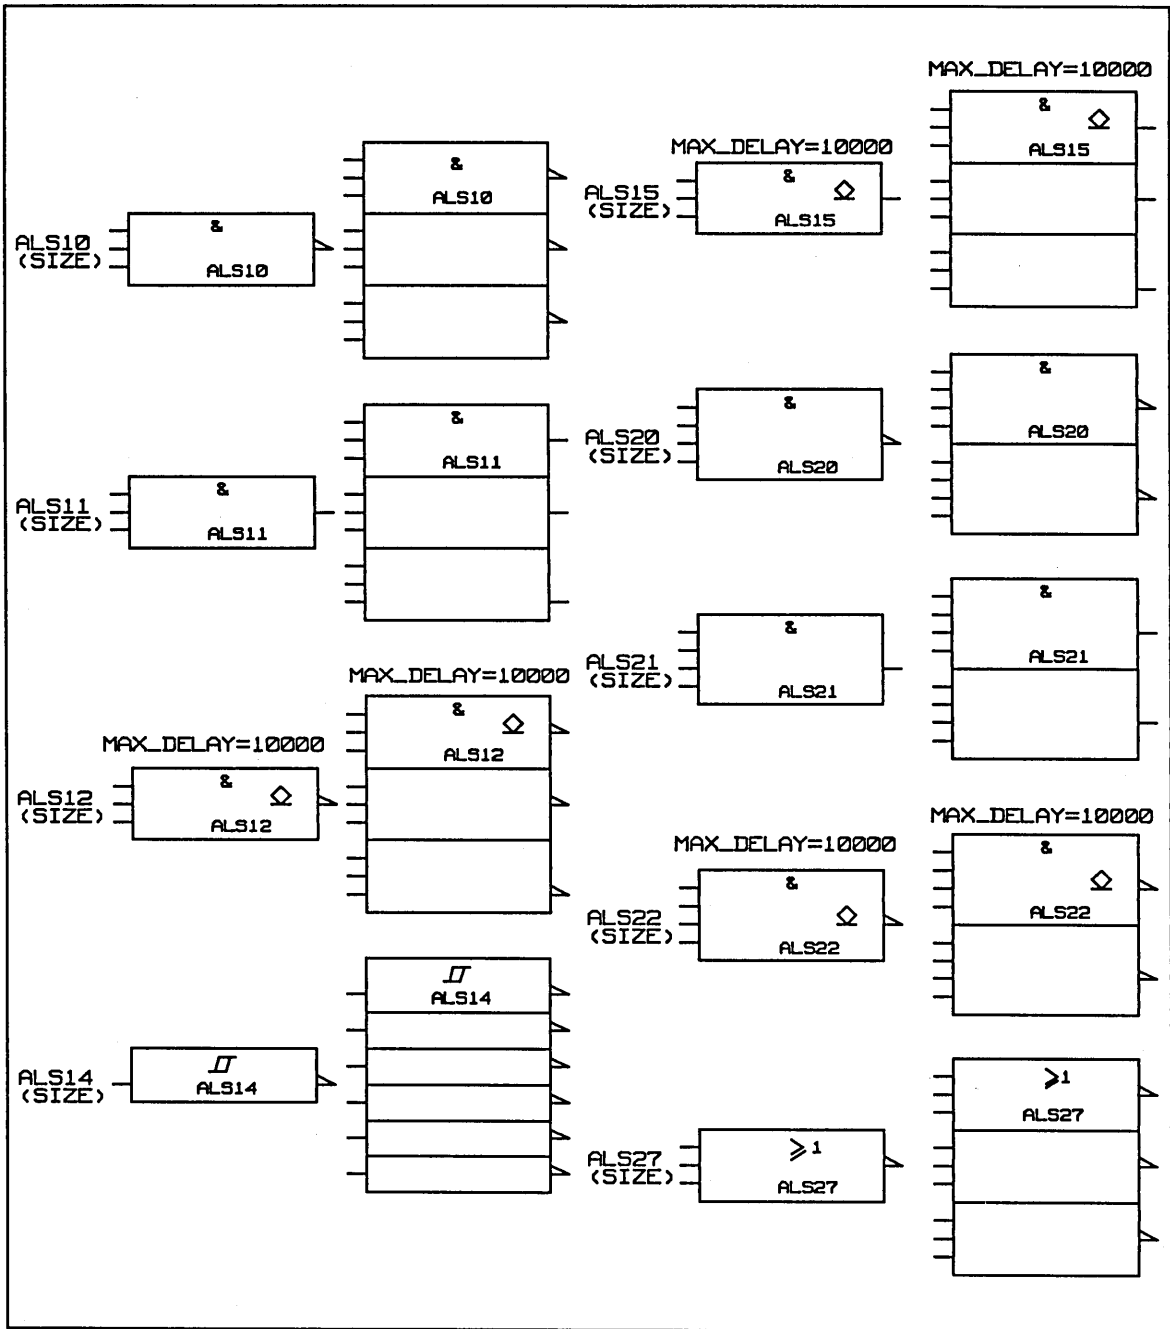 ALS10
(SIZE)
&
ALS10
&
ALS10
ALS11
(SIZE)
&
ALS11
&
ALS11
MAX_DELAY=10000
ALS12
(SIZE)
&
ALS12
MAX_DELAY=10000
&
ALS12
ALS14
(SIZE)
ALS14
ALS14
MAX_DELAY=10000
ALS15
(SIZE)
&
ALS15
MAX_DELAY=10000
&
ALS15
ALS20
(SIZE)
&
ALS20
&
ALS20
ALS21
(SIZE)
&
ALS21
&
ALS21
MAX_DELAY=10000
ALS22
(SIZE)
&
ALS22
MAX_DELAY=10000
&
ALS22
ALS27
(SIZE)
≥1
ALS27
≥1
ALS27